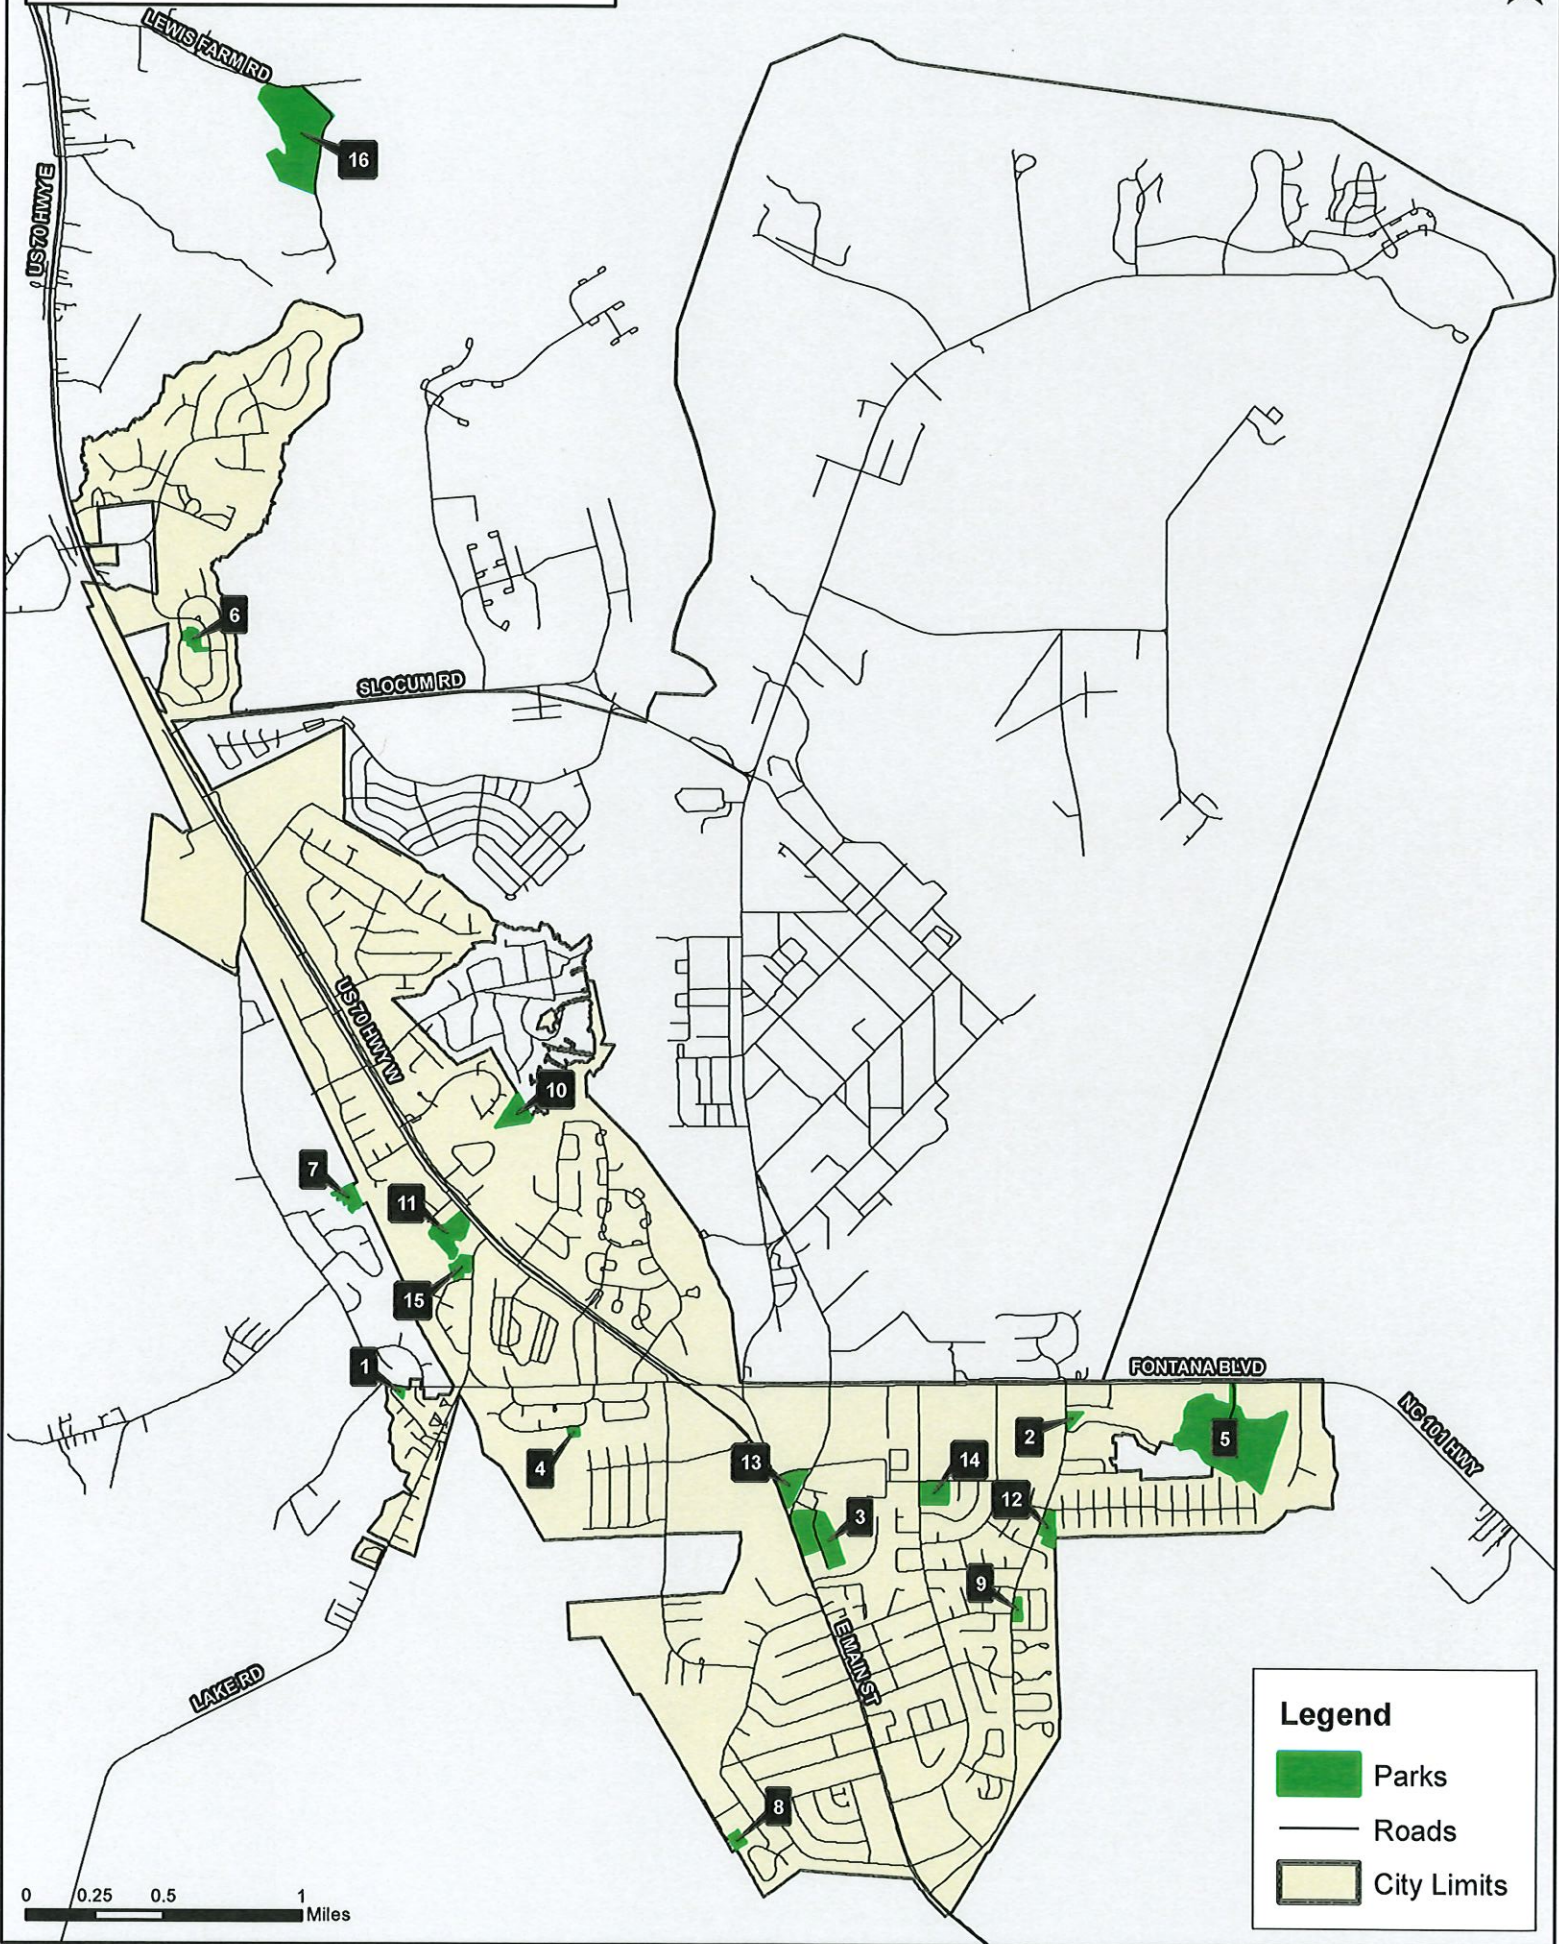 LEWIS FARM RD
16
US 70 HWY E
6
SLOCUM RD
US 70 HWY W
10
7
11
15
1
FONTANA BLVD
NC 101 HWY
2
5
4
13
14
12
3
9
E MAIN ST
LAKE RD
8
Legend
Parks
Roads
City Limits
0 0.25 0.5 1
Miles